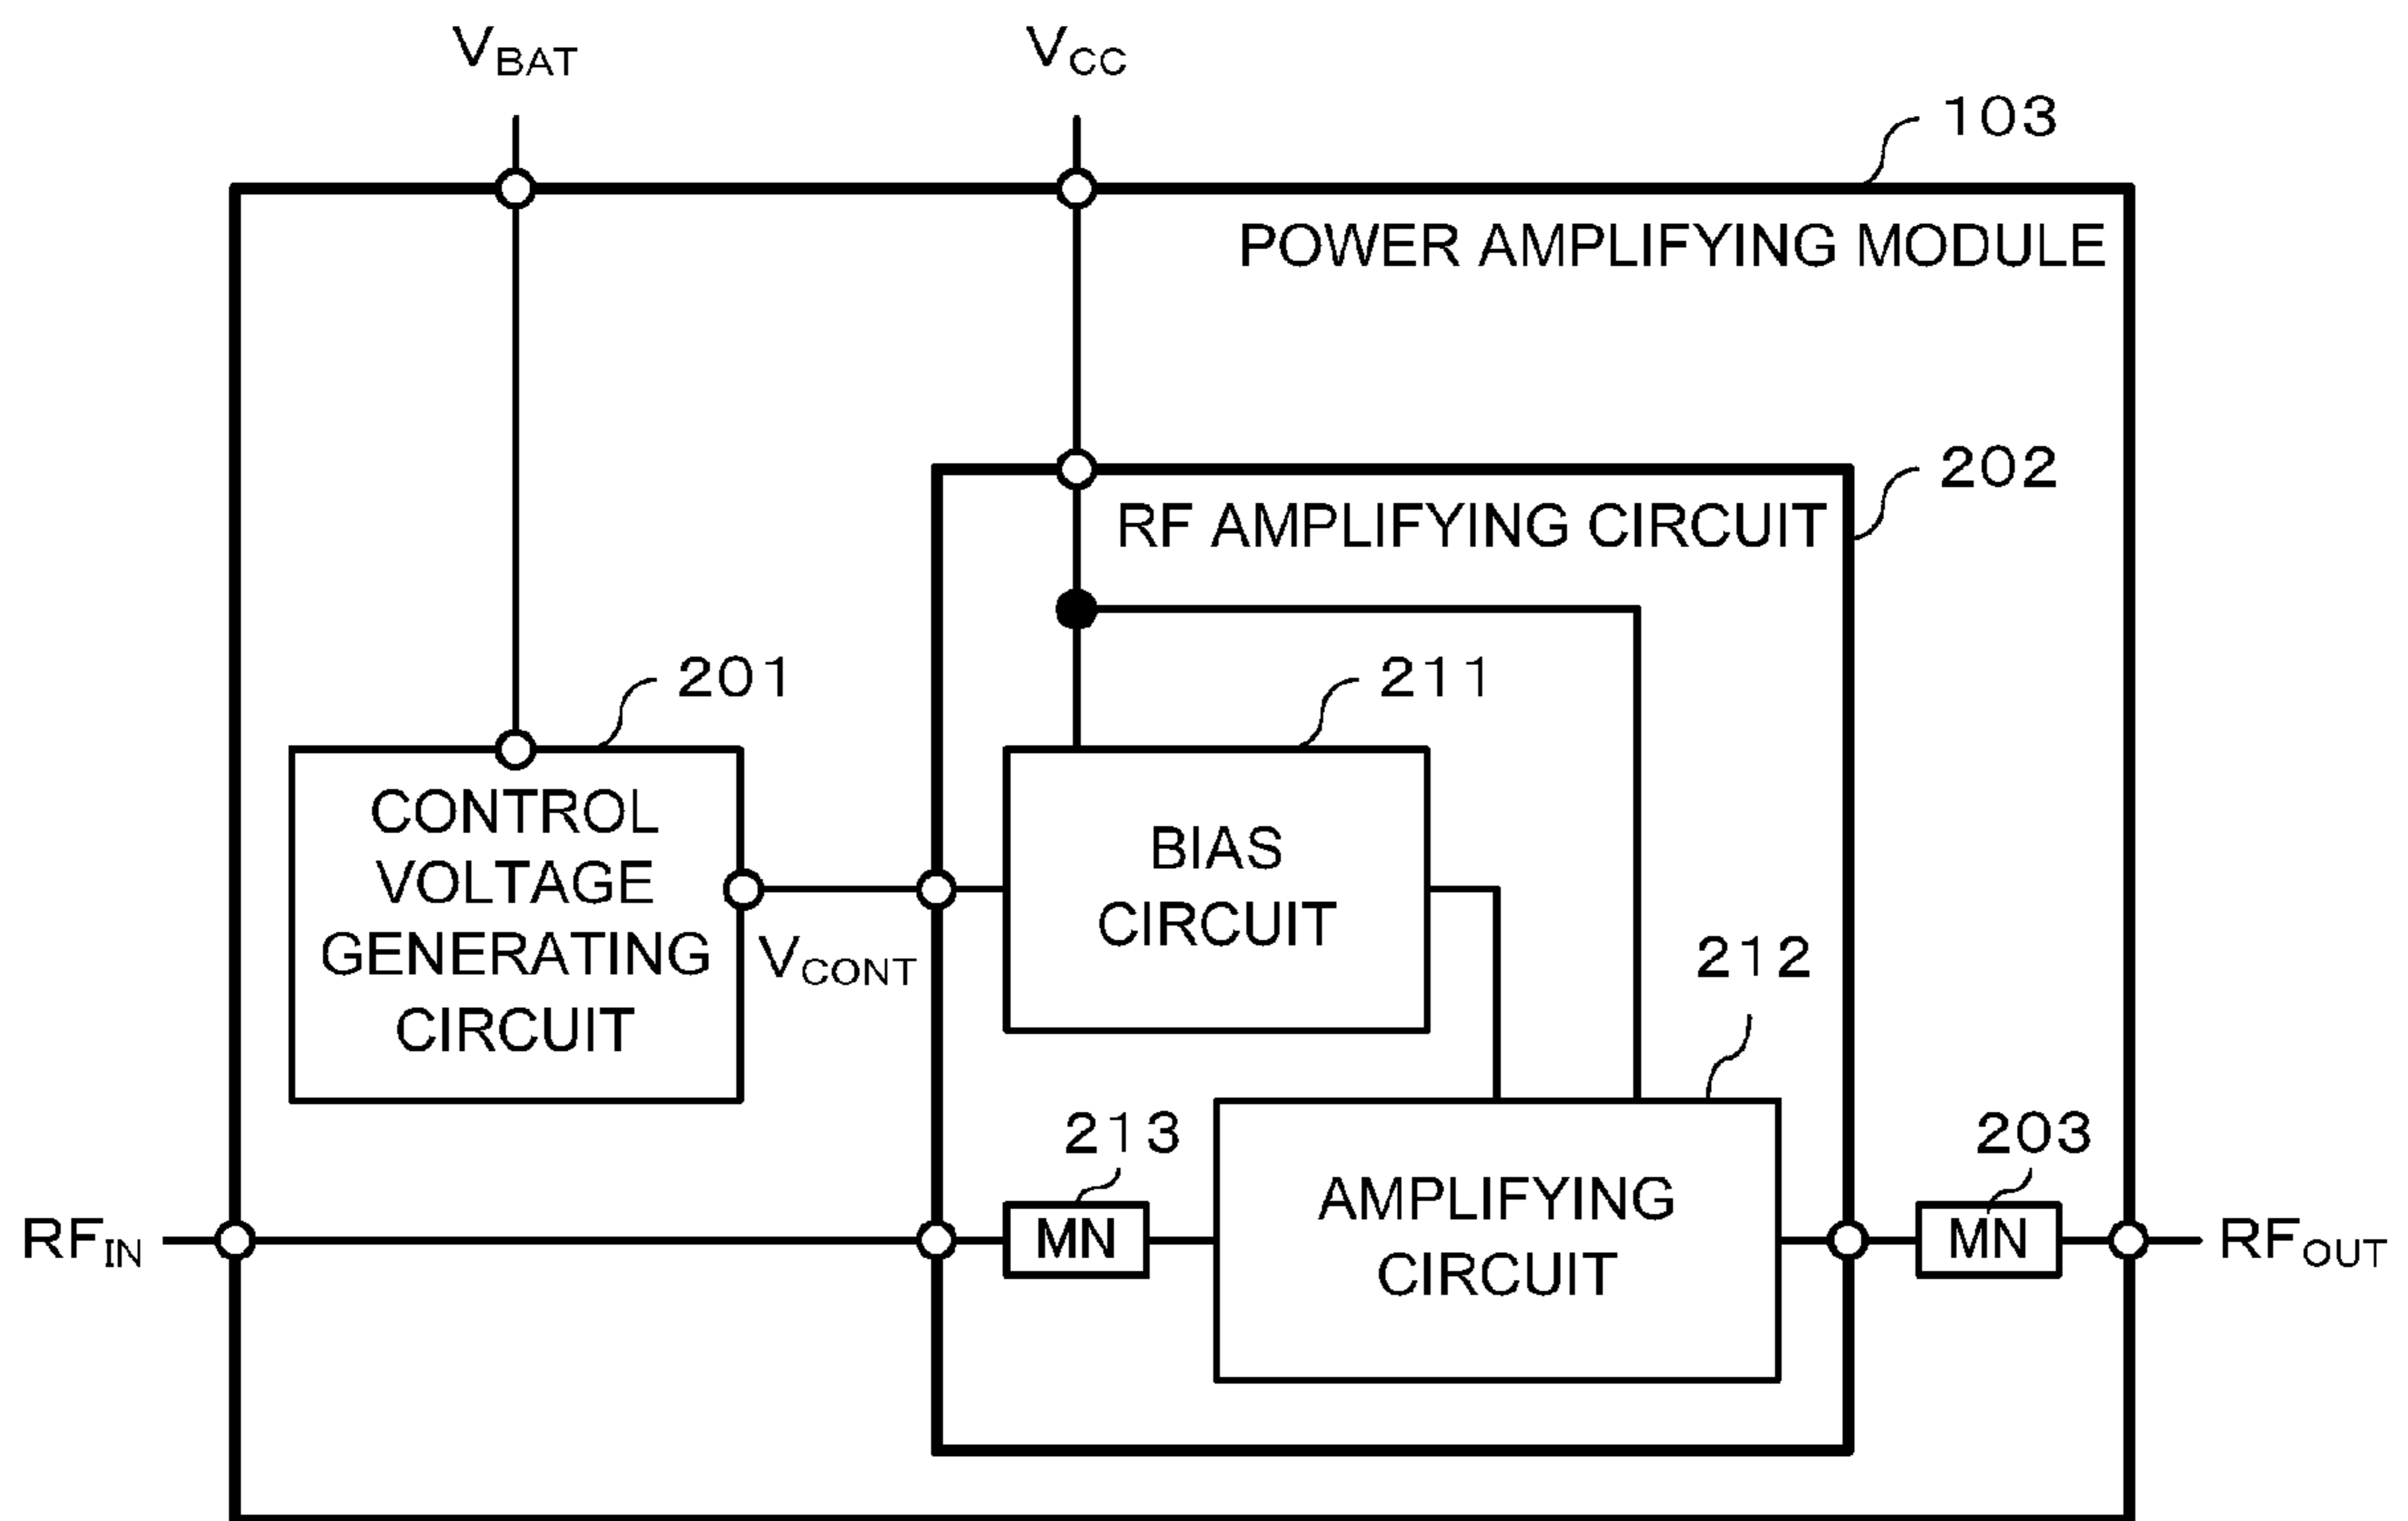 VBAT
VCC
103
POWER AMPLIFYING MODULE
202
RF AMPLIFYING CIRCUIT
201
211
CONTROL
VOLTAGE
GENERATING
CIRCUIT
BIAS
CIRCUIT
VCONT
212
213
203
RFIN
MN
AMPLIFYING
CIRCUIT
MN
RFOUT